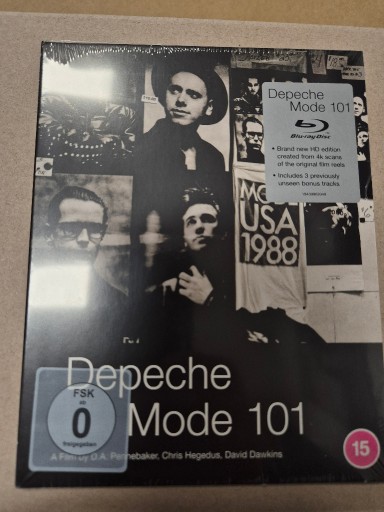 Depeche
Mode 101
Blu-ray Disc
• Brand new HD edition
created from 4k scans
of the original film reels
• Includes 3 previously
unseen bonus tracks
USA
1988
Depeche
Mode 101
FSK
ab
0
freigegeben
A Film by D.A. Pennebaker, Chris Hegedus, David Dawkins
15